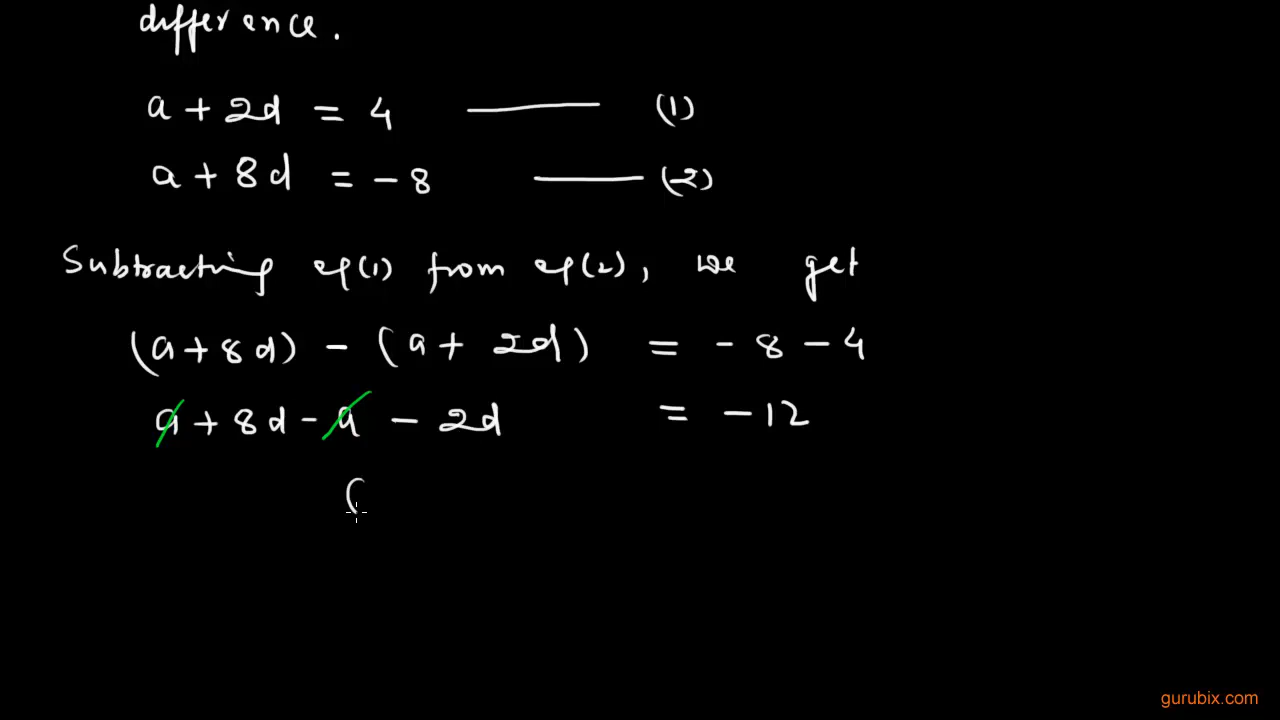 difference.
a + 2d = 4 ——— (1)
a + 8d = -8 ——— (2)
Subtracting eq(1) from eq(2), we get
(a + 8d) - (a + 2d) = -8 - 4
a + 8d - a - 2d = -12
(
gurubix.com